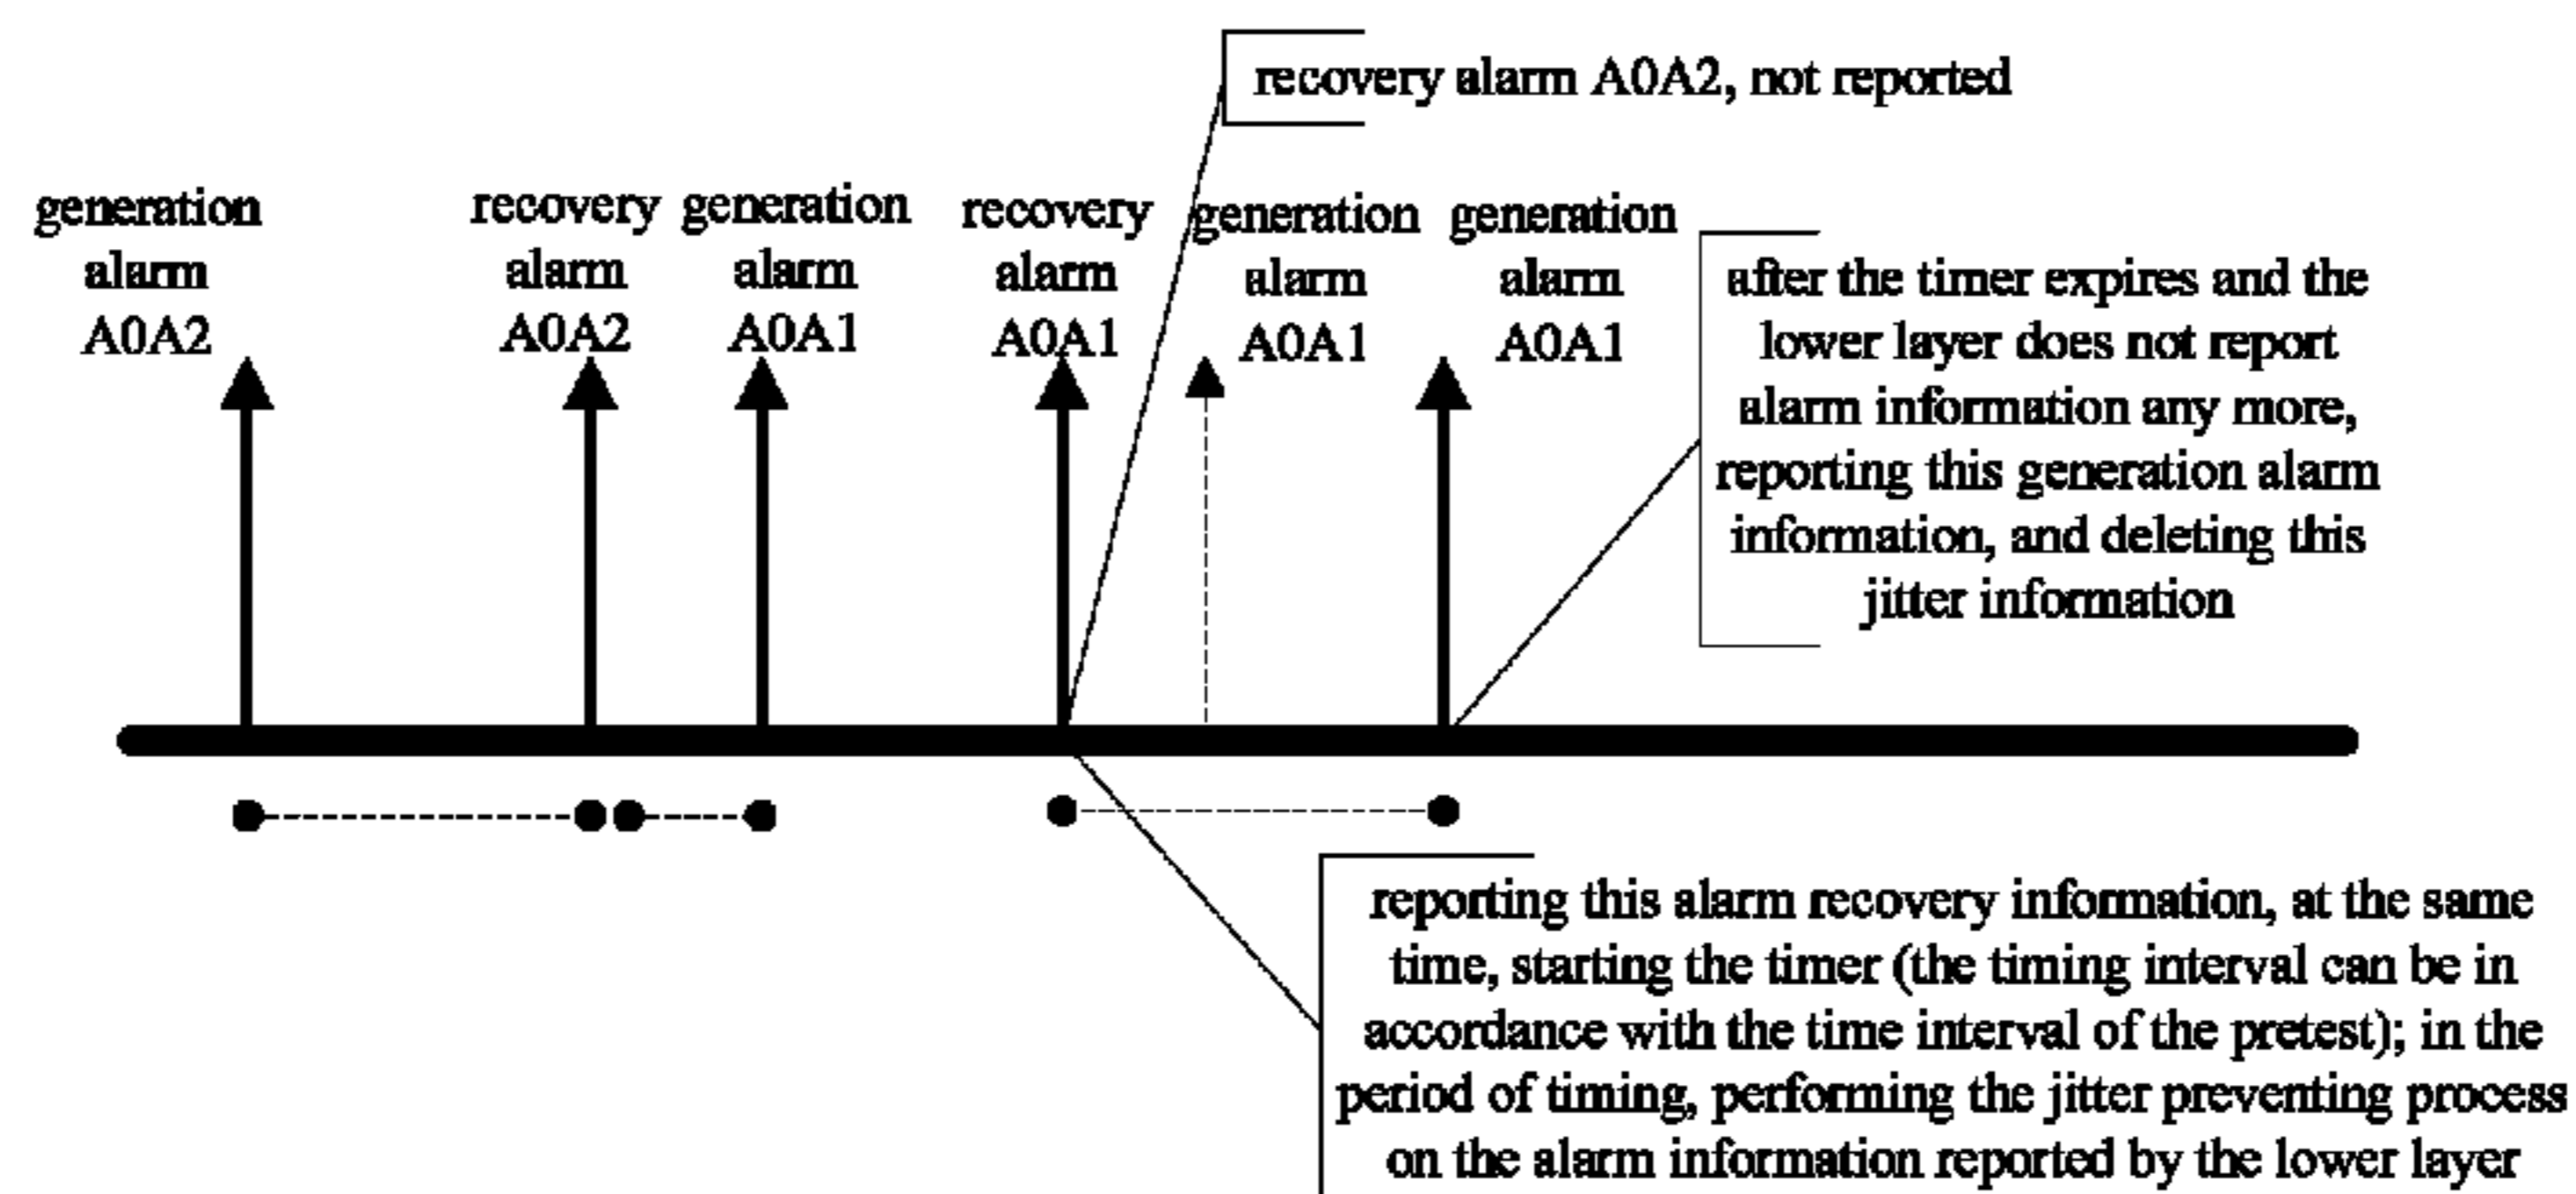 recovery alarm A0A2, not reported
generation
alarm
A0A2
recovery
alarm
A0A2
generation
alarm
A0A1
recovery
alarm
A0A1
generation
alarm
A0A1
generation
alarm
A0A1
after the timer expires and the
lower layer does not report
alarm information any more,
reporting this generation alarm
information, and deleting this
jitter information
reporting this alarm recovery information, at the same
time, starting the timer (the timing interval can be in
accordance with the time interval of the pretest); in the
period of timing, performing the jitter preventing process
on the alarm information reported by the lower layer